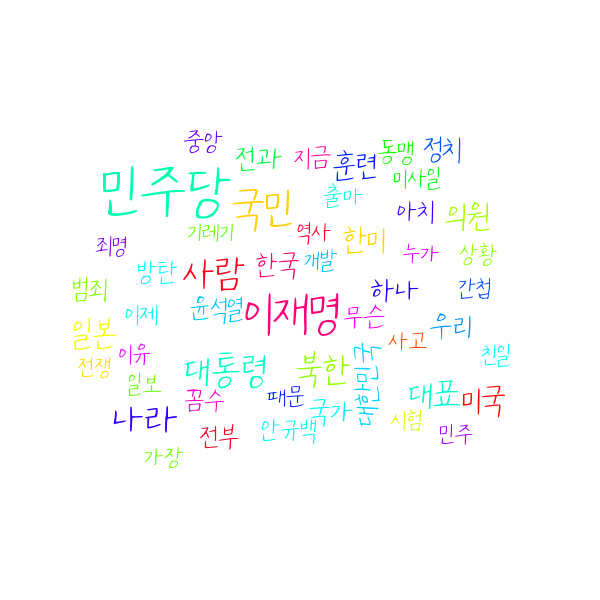 중앙
전과 지금 훈련 동맹 정치
민주당 국민 출마 미사일
기레기 역사 한미 아치 의원
죄명 방탄 사람 한국 개발 누가 상황
범죄 이제 윤석열 이재명 무슨 하나 간첩
일본 이유 사고 우리
전쟁 일보 대통령 북한 대한민국 친일
나라 꼼수 때문 국가 대표 미국
가장 전부 안규백 시험 민주